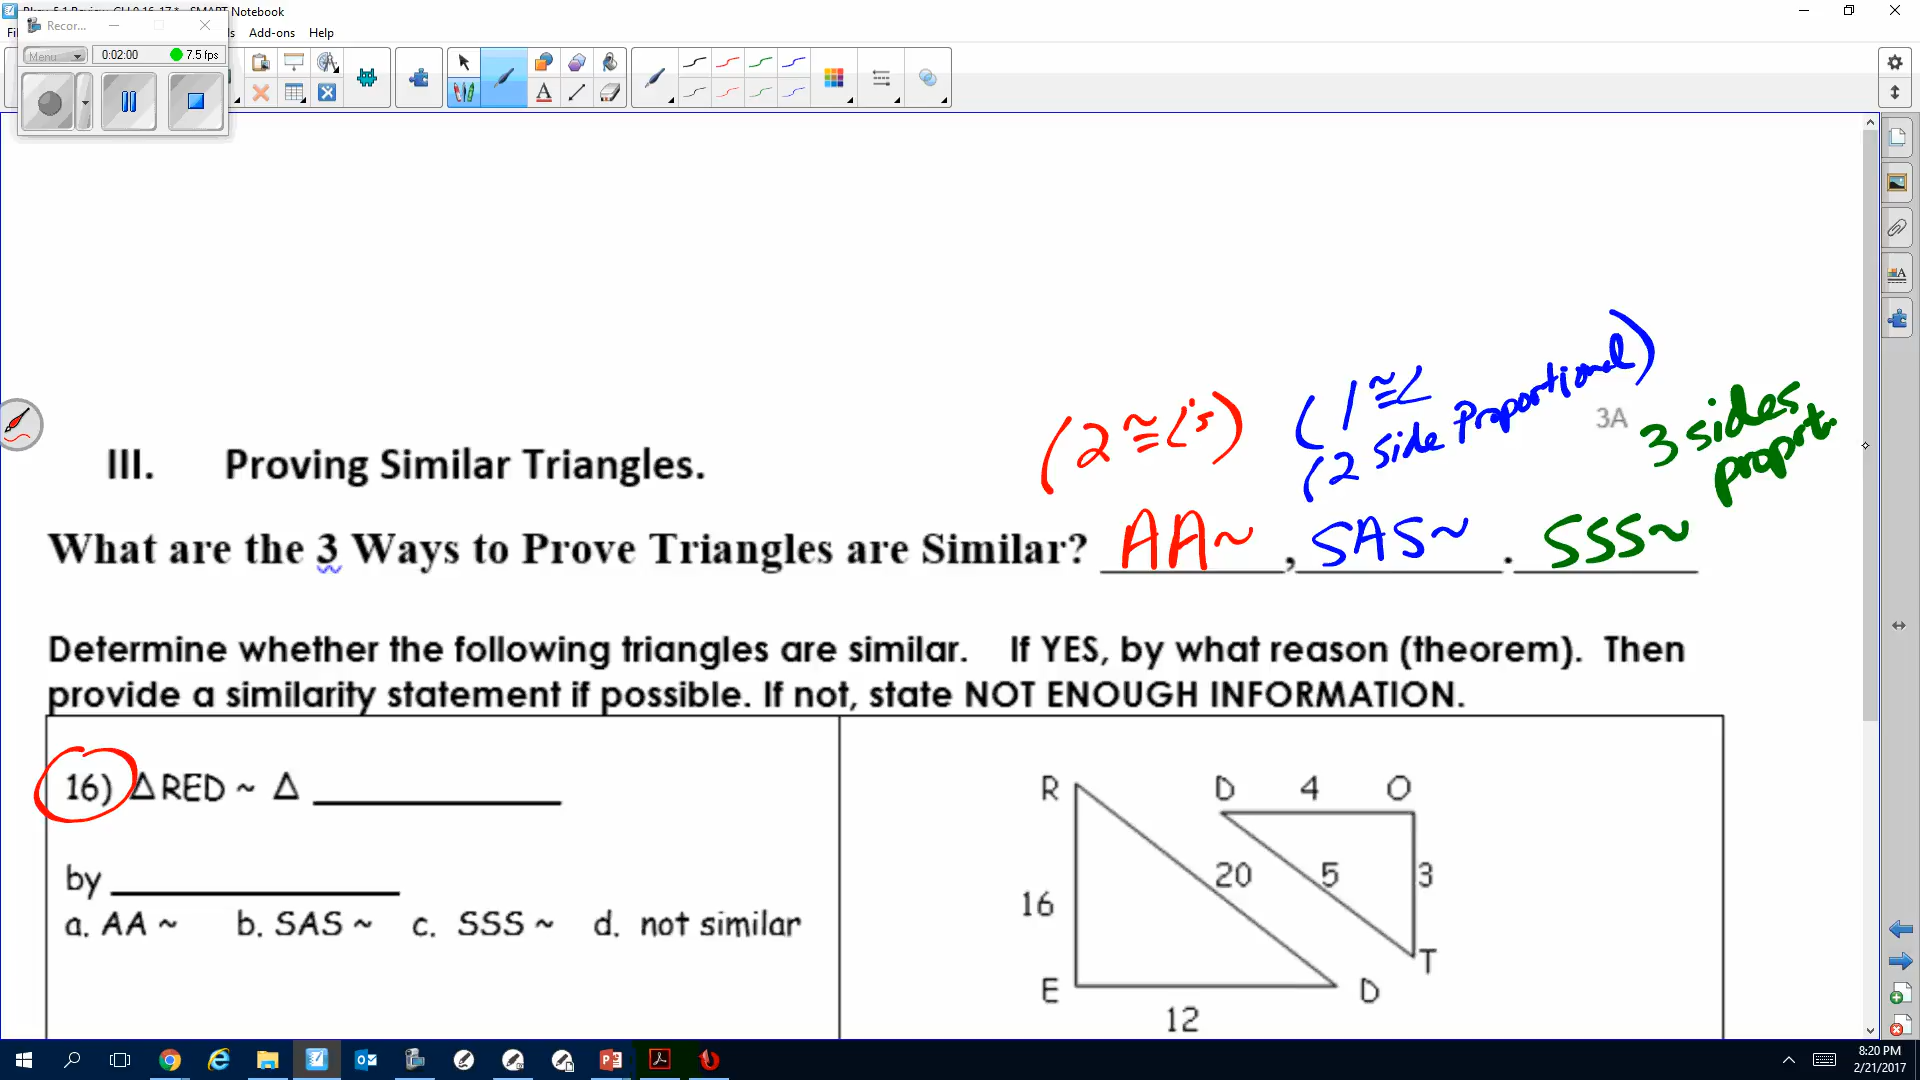 Recor...
SMART Notebook
Add-ons Help
Menu 0:02:00 7.5 fps
(2 ≅ ∠'s) (1 ≅ ∠
(2 side Proportional)
3A
3 sides
proport.
III. Proving Similar Triangles.
What are the 3 Ways to Prove Triangles are Similar? AA~, SAS~. SSS~
Determine whether the following triangles are similar. If YES, by what reason (theorem). Then
provide a similarity statement if possible. If not, state NOT ENOUGH INFORMATION.
16) ΔRED ~ Δ ____________
by ____________
a. AA ~ b. SAS ~ c. SSS ~ d. not similar
R D 4 O
20 5 3
16
T
E D
12
8:20 PM
2/21/2017